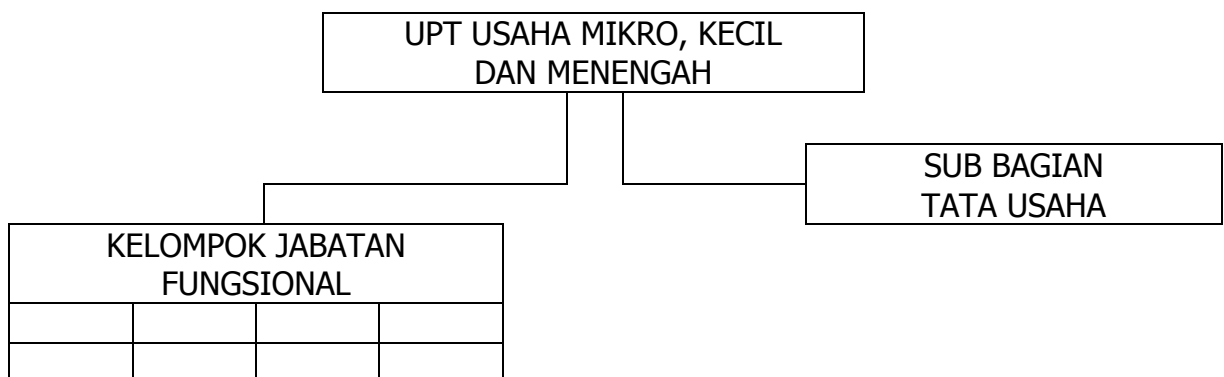 UPT USAHA MIKRO, KECIL
DAN MENENGAH
SUB BAGIAN
TATA USAHA
KELOMPOK JABATAN
FUNGSIONAL